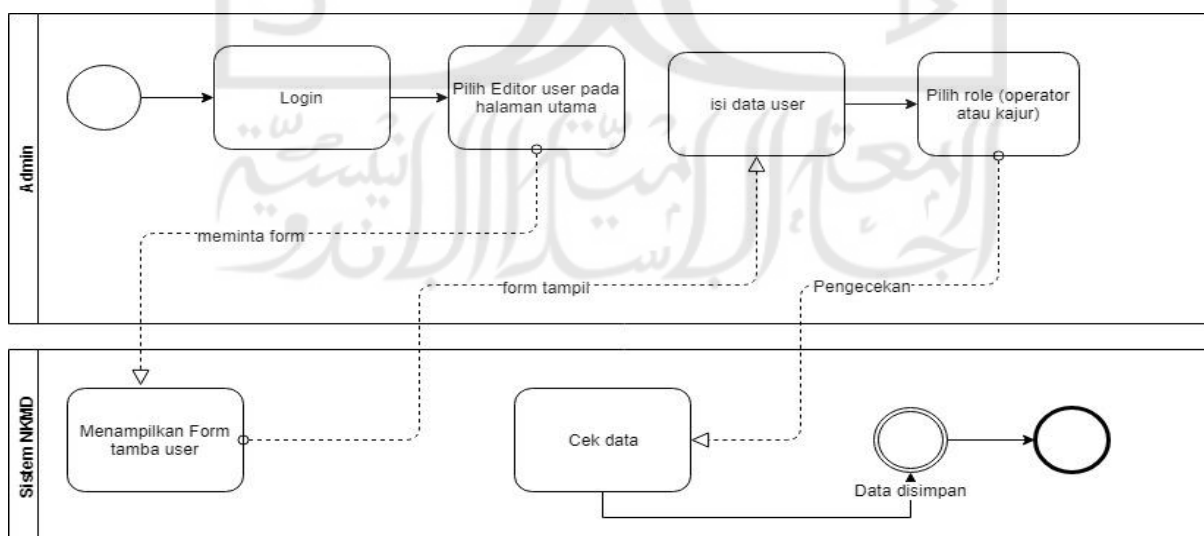 Admin
Login
Pilih Editor user pada
halaman utama
isi data user
Pilih role (operator
atau kajur)
meminta form
form tampil
Pengecekan
Sistem NKMD
Menampilkan Form
tamba user
Cek data
Data disimpan